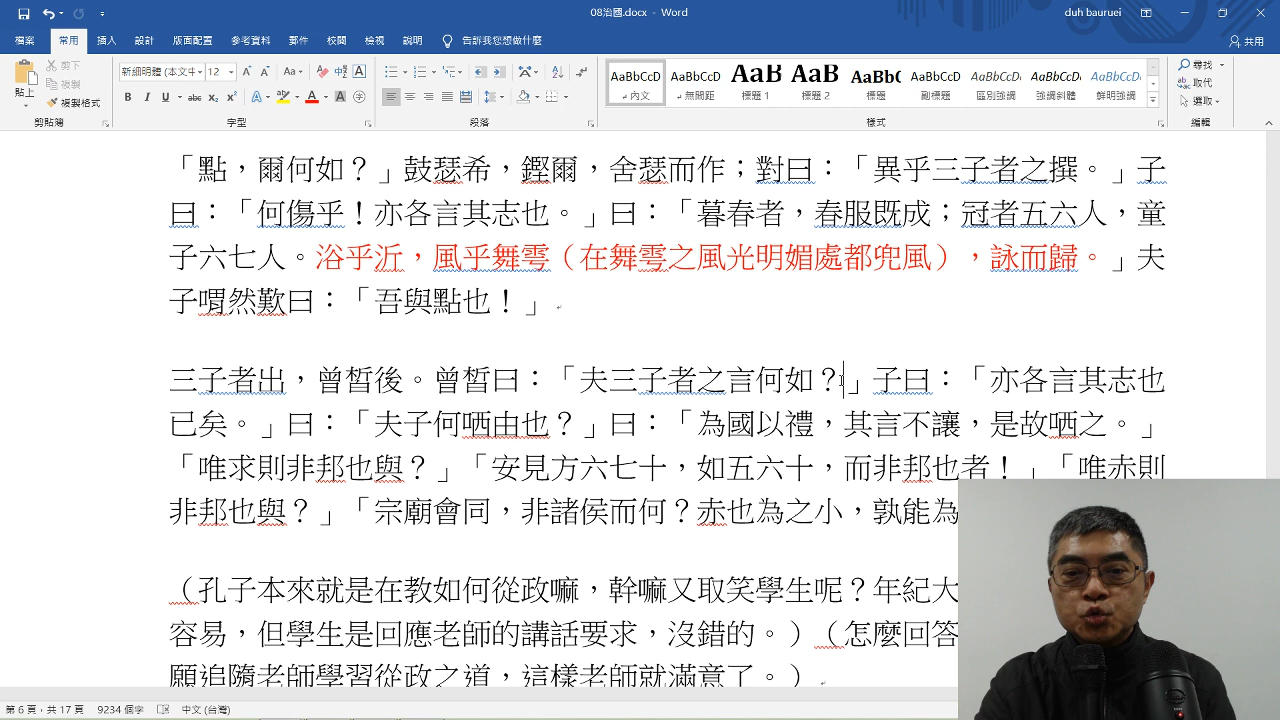 08治國.docx - Word
duh bauruei
檔案 常用 插入 設計 版面配置 參考資料 郵件 校閱 檢視 說明 告訴我您想做什麼 共用
貼上 剪下 複製 複製格式
新細明體 (本文中 12
AaBbCcD AaBbCcD AaB AaB AaBb( AaBbCcD AaBbCcD AaBbCcD AaBbCcD
內文 無間距 標題 1 標題 2 標題 副標題 區別強調 強調斜體 鮮明強調
尋找 取代 選取
剪貼簿 字型 段落 樣式 編輯
「點，爾何如？」鼓瑟希，鏗爾，舍瑟而作；對曰：「異乎三子者之撰。」子
曰：「何傷乎！亦各言其志也。」曰：「暮春者，春服既成；冠者五六人，童
子六七人。浴乎沂，風乎舞雩（在舞雩之風光明媚處都兜風），詠而歸。」夫
子喟然歎曰：「吾與點也！」
三子者出，曾皙後。曾皙曰：「夫三子者之言何如？」子曰：「亦各言其志也
已矣。」曰：「夫子何哂由也？」曰：「為國以禮，其言不讓，是故哂之。」
「唯求則非邦也與？」「安見方六七十，如五六十，而非邦也者！」「唯赤則
非邦也與？」「宗廟會同，非諸侯而何？赤也為之小，孰能為
（孔子本來就是在教如何從政嘛，幹嘛又取笑學生呢？年紀大
容易，但學生是回應老師的講話要求，沒錯的。）（怎麼回答
願追隨老師學習從政之道，這樣老師就滿意了。）
第 6 頁，共 17 頁 9234 個字 中文 (台灣)